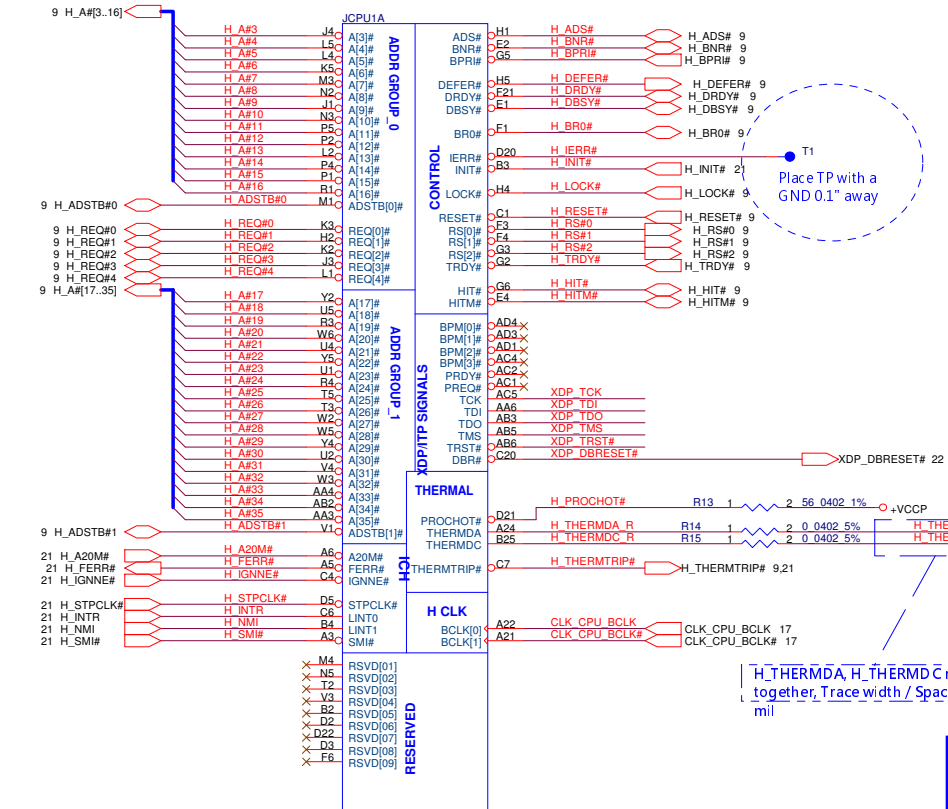 JCPU1A
9 H_A#[3..16]
H_A#3 J4 A[3]#
H_A#4 L5 A[4]#
H_A#5 L4 A[5]#
H_A#6 K5 A[6]#
H_A#7 M3 A[7]#
H_A#8 N2 A[8]#
H_A#9 J1 A[9]#
H_A#10 N3 A[10]#
H_A#11 P5 A[11]#
H_A#12 P2 A[12]#
H_A#13 L2 A[13]#
H_A#14 P4 A[14]#
H_A#15 P1 A[15]#
H_A#16 R1 A[16]#
9 H_ADSTB#0 H_ADSTB#0 M1 ADSTB[0]#
ADDR GROUP_0
9 H_REQ#0 H_REQ#0 K3 REQ[0]#
9 H_REQ#1 H_REQ#1 H2 REQ[1]#
9 H_REQ#2 H_REQ#2 K2 REQ[2]#
9 H_REQ#3 H_REQ#3 J3 REQ[3]#
9 H_REQ#4 H_REQ#4 L1 REQ[4]#
9 H_A#[17..35]
H_A#17 Y2 A[17]#
H_A#18 U5 A[18]#
H_A#19 R3 A[19]#
H_A#20 W6 A[20]#
H_A#21 U4 A[21]#
H_A#22 Y5 A[22]#
H_A#23 U1 A[23]#
H_A#24 R4 A[24]#
H_A#25 T5 A[25]#
H_A#26 T3 A[26]#
H_A#27 W2 A[27]#
H_A#28 W5 A[28]#
H_A#29 Y4 A[29]#
H_A#30 U2 A[30]#
H_A#31 V4 A[31]#
H_A#32 W3 A[32]#
H_A#33 AA4 A[33]#
H_A#34 AB2 A[34]#
H_A#35 AA3 A[35]#
9 H_ADSTB#1 H_ADSTB#1 V1 ADSTB[1]#
ADDR GROUP_1
21 H_A20M# H_A20M# A6 A20M#
21 H_FERR# H_FERR# A5 FERR#
21 H_IGNNE# H_IGNNE# C4 IGNNE#
ICH
21 H_STPCLK# H_STPCLK# D5 STPCLK#
21 H_INTR H_INTR C6 LINT0
21 H_NMI H_NMI B4 LINT1
21 H_SMI# H_SMI# A3 SMI#
M4 RSVD[01]
N5 RSVD[02]
T2 RSVD[03]
V3 RSVD[04]
B2 RSVD[05]
D2 RSVD[06]
D22 RSVD[07]
D3 RSVD[08]
F6 RSVD[09]
RESERVED
CONTROL
ADS# H1 H_ADS# H_ADS# 9
BNR# E2 H_BNR# H_BNR# 9
BPRI# G5 H_BPRI# H_BPRI# 9
DEFER# H5 H_DEFER# H_DEFER# 9
DRDY# F21 H_DRDY# H_DRDY# 9
DBSY# E1 H_DBSY# H_DBSY# 9
BR0# F1 H_BR0# H_BR0# 9
IERR# D20 H_IERR# T1
INIT# B3 H_INIT# H_INIT# 21
LOCK# H4 H_LOCK# H_LOCK# 9
Place TP with a
GND 0.1" away
RESET# C1 H_RESET# H_RESET# 9
RS[0]# F3 H_RS#0 H_RS#0 9
RS[1]# F4 H_RS#1 H_RS#1 9
RS[2]# G3 H_RS#2 H_RS#2 9
TRDY# G2 H_TRDY# H_TRDY# 9
HIT# G6 H_HIT# H_HIT# 9
HITM# E4 H_HITM# H_HITM# 9
XDP/ITP SIGNALS
BPM[0]# AD4
BPM[1]# AD3
BPM[2]# AD1
BPM[3]# AC4
PRDY# AC2
PREQ# AC1
TCK AC5 XDP_TCK
TDI AA6 XDP_TDI
TDO AB3 XDP_TDO
TMS AB5 XDP_TMS
TRST# AB6 XDP_TRST#
DBR# C20 XDP_DBRESET# XDP_DBRESET# 22
THERMAL
PROCHOT# D21 H_PROCHOT# R13 1 2 56_0402_1% +VCCP
THERMDA A24 H_THERMDA_R R14 1 2 0_0402_5% H_THE
THERMDC B25 H_THERMDC_R R15 1 2 0_0402_5% H_THE
THERMTRIP# C7 H_THERMTRIP# H_THERMTRIP# 9,21
H CLK
BCLK[0] A22 CLK_CPU_BCLK CLK_CPU_BCLK 17
BCLK[1] A21 CLK_CPU_BCLK# CLK_CPU_BCLK# 17
H_THERMDA, H_THERMDC
together, Trace width / Spac
mil